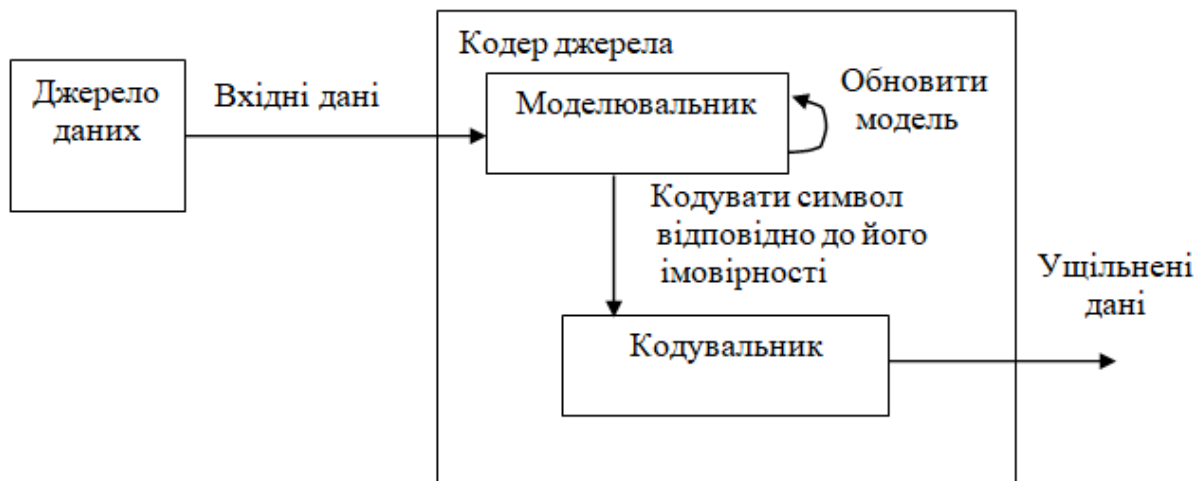 Джерело
даних
Вхідні дані
Кодер джерела
Моделювальник
Обновити
модель
Кодувати символ
відповідно до його
імовірності
Кодувальник
Ущільнені
дані